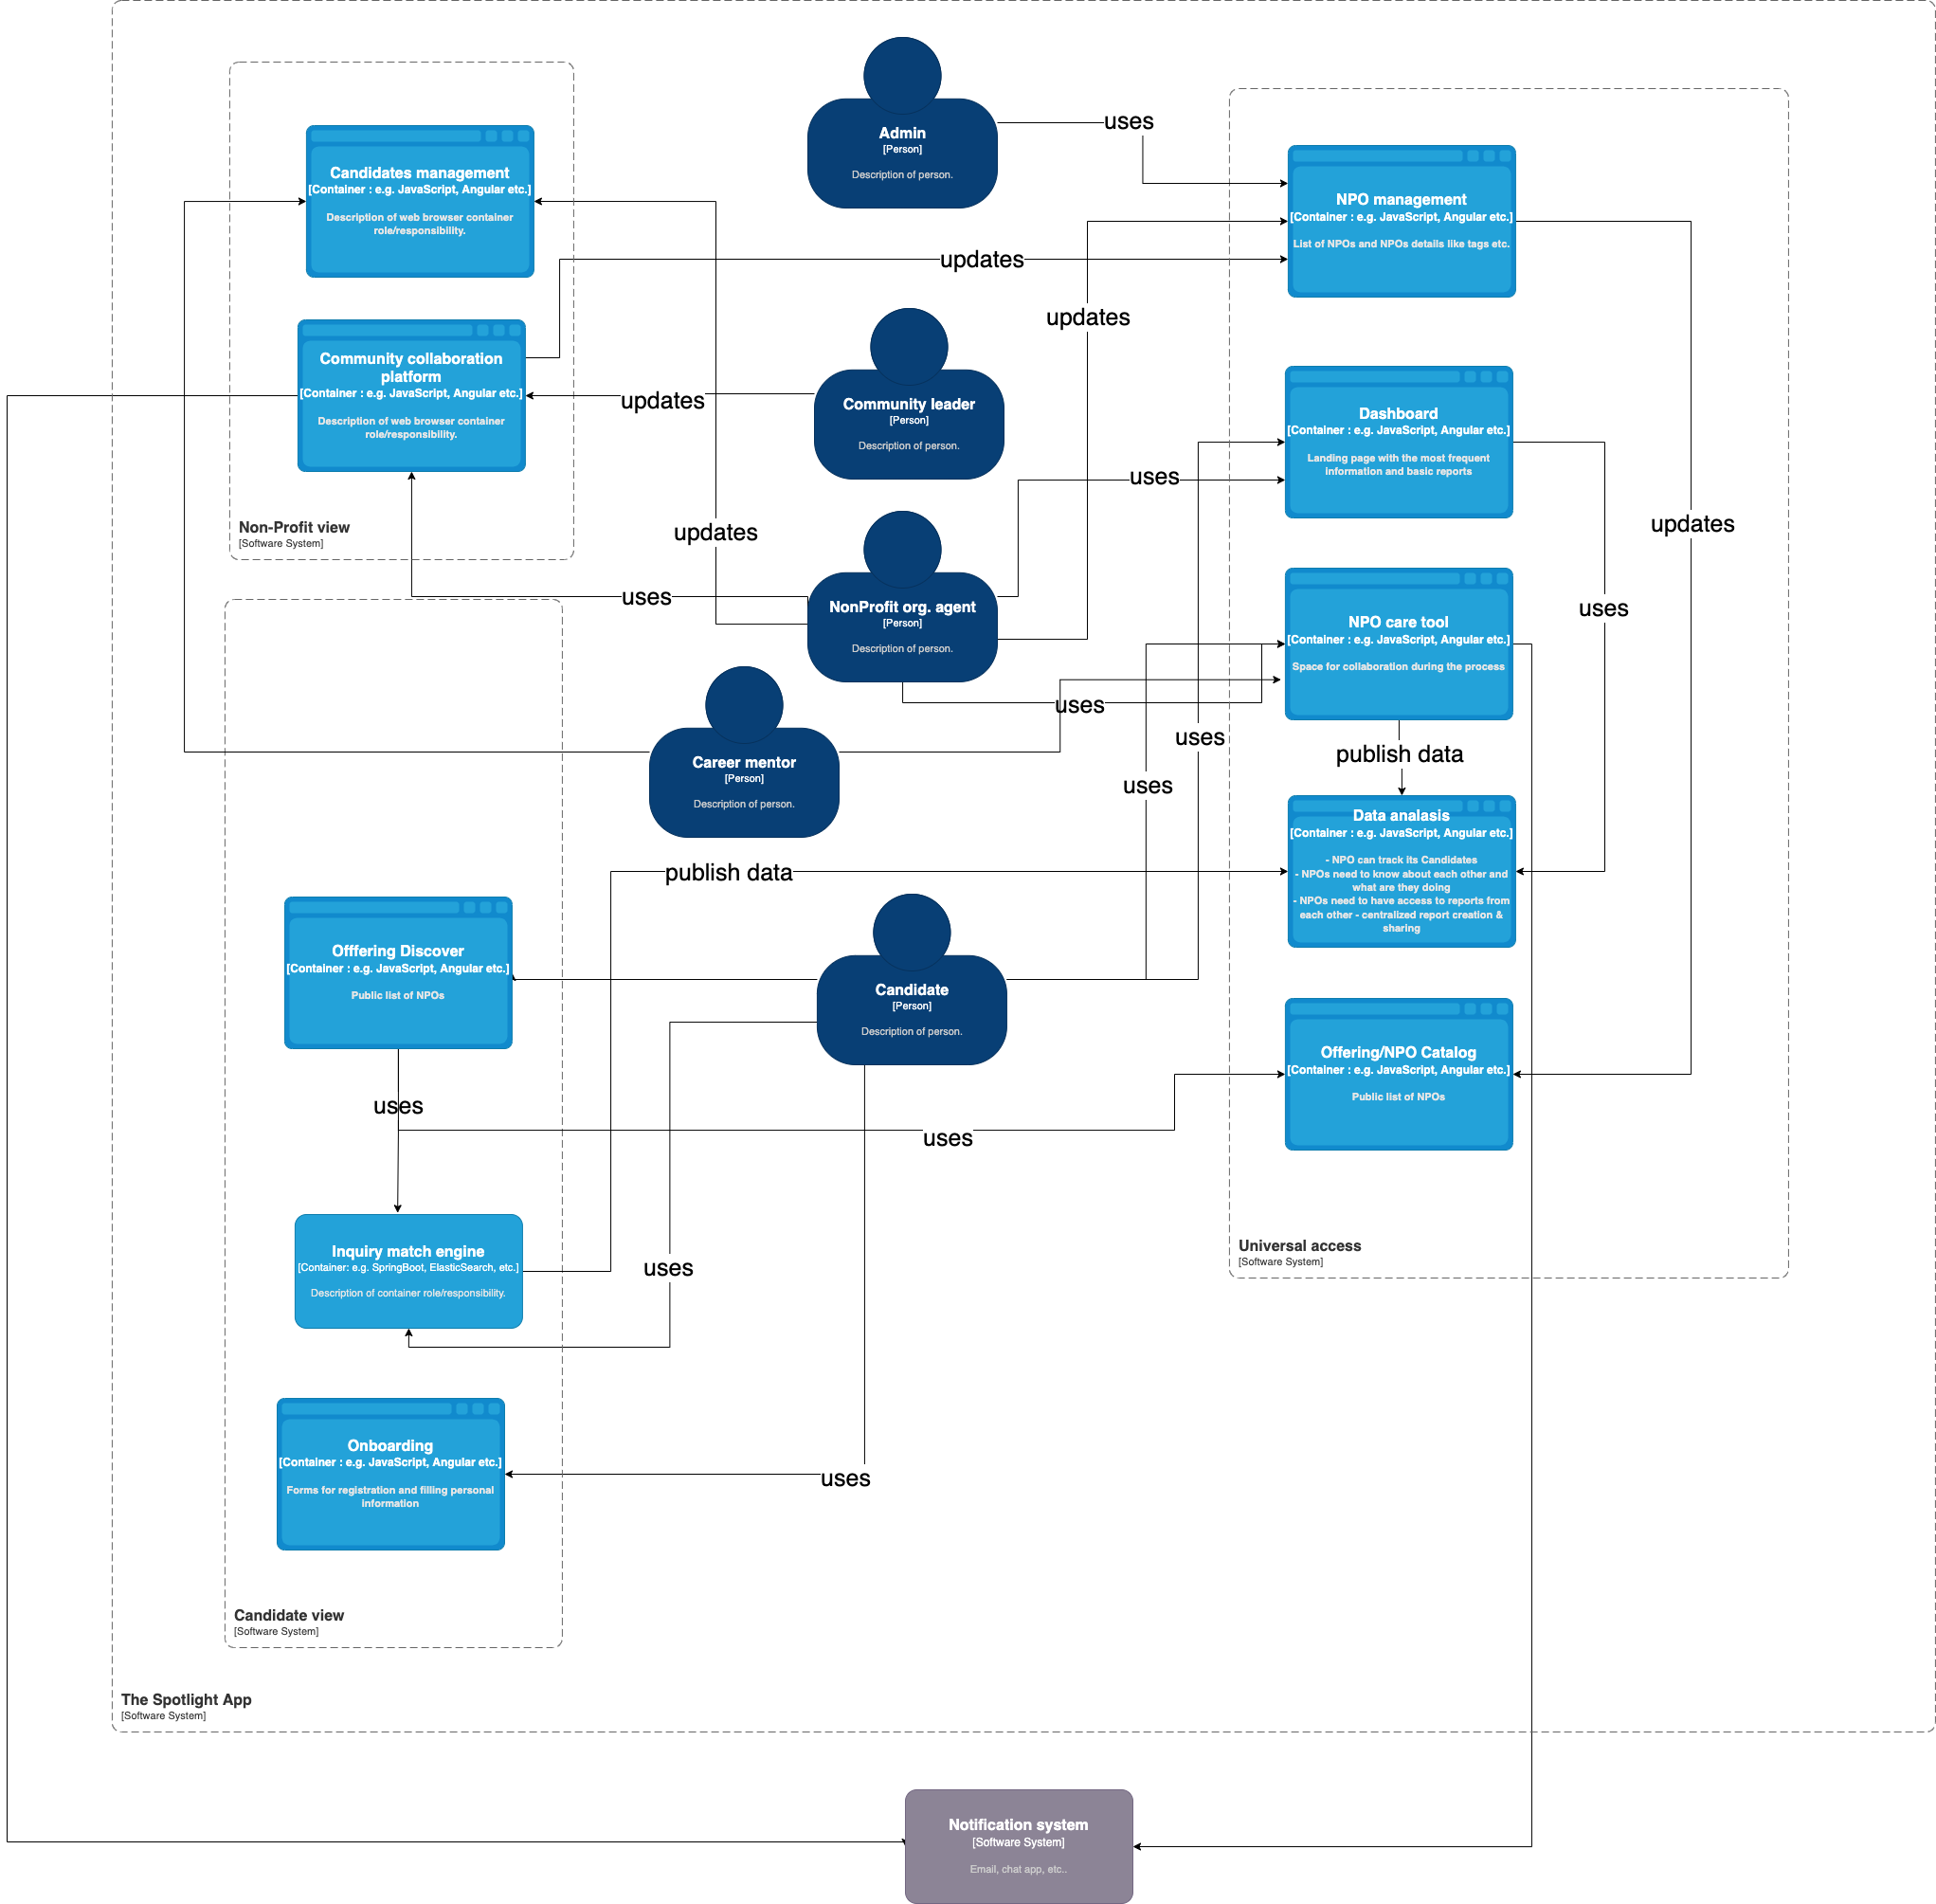 Admin
[Person]
Description of person.
uses
Candidates management
[Container : e.g. JavaScript, Angular etc.]
Description of web browser container
role/responsibility.
NPO management
[Container : e.g. JavaScript, Angular etc.]
List of NPOs and NPOs details like tags etc.
updates
updates
Community collaboration
platform
[Container : e.g. JavaScript, Angular etc.]
Description of web browser container
role/responsibility.
updates
Community leader
[Person]
Description of person.
Dashboard
[Container : e.g. JavaScript, Angular etc.]
Landing page with the most frequent
information and basic reports
uses
Non-Profit view
[Software System]
updates
updates
uses
NonProfit org. agent
[Person]
Description of person.
uses
NPO care tool
[Container : e.g. JavaScript, Angular etc.]
Space for collaboration during the process
uses
uses
publish data
Career mentor
[Person]
Description of person.
uses
Data analasis
[Container : e.g. JavaScript, Angular etc.]
- NPO can track its Candidates
- NPOs need to know about each other and
what are they doing
- NPOs need to have access to reports from
each other - centralized report creation &
sharing
publish data
Offfering Discover
[Container : e.g. JavaScript, Angular etc.]
Public list of NPOs
Candidate
[Person]
Description of person.
Offering/NPO Catalog
[Container : e.g. JavaScript, Angular etc.]
Public list of NPOs
uses
uses
Inquiry match engine
[Container: e.g. SpringBoot, ElasticSearch, etc.]
Description of container role/responsibility.
uses
Universal access
[Software System]
Onboarding
[Container : e.g. JavaScript, Angular etc.]
Forms for registration and filling personal
information
uses
Candidate view
[Software System]
The Spotlight App
[Software System]
Notification system
[Software System]
Email, chat app, etc..